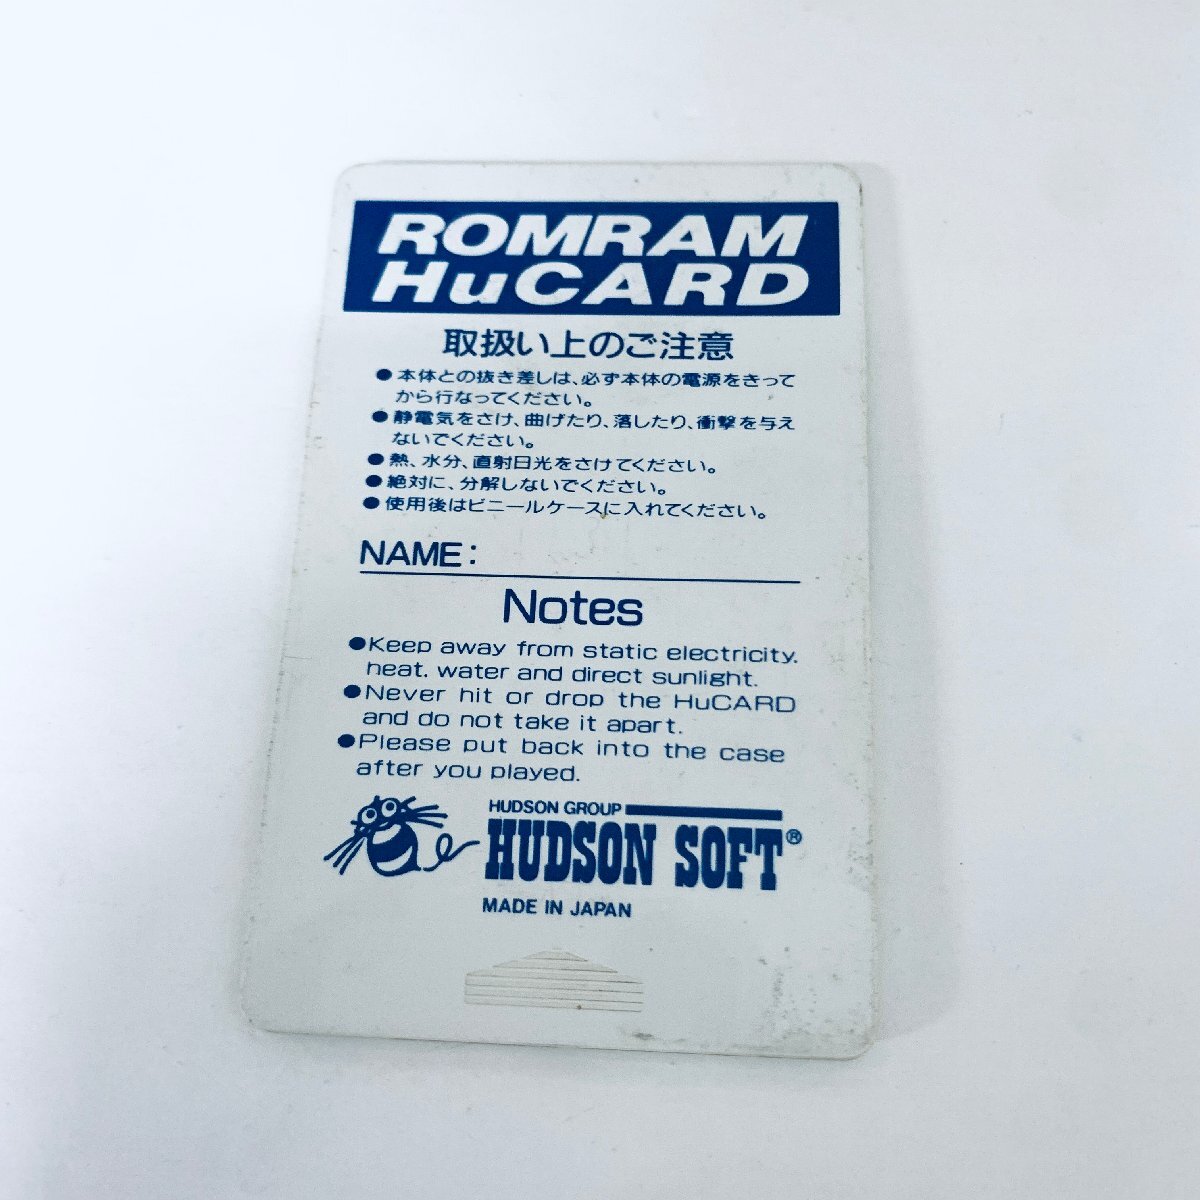 ROMRAM
HuCARD
取扱い上のご注意
●本体との抜き差しは、必ず本体の電源をきって
から行なってください。
●静電気をさけ、曲げたり、落したり、衝撃を与え
ないでください。
●熱、水分、直射日光をさけてください。
●絶対に、分解しないでください。
●使用後はビニールケースに入れてください。
NAME:
Notes
●Keep away from static electricity,
heat, water and direct sunlight.
●Never hit or drop the HuCARD
and do not take it apart.
●Please put back into the case
after you played.
HUDSON GROUP
HUDSON SOFT®
MADE IN JAPAN